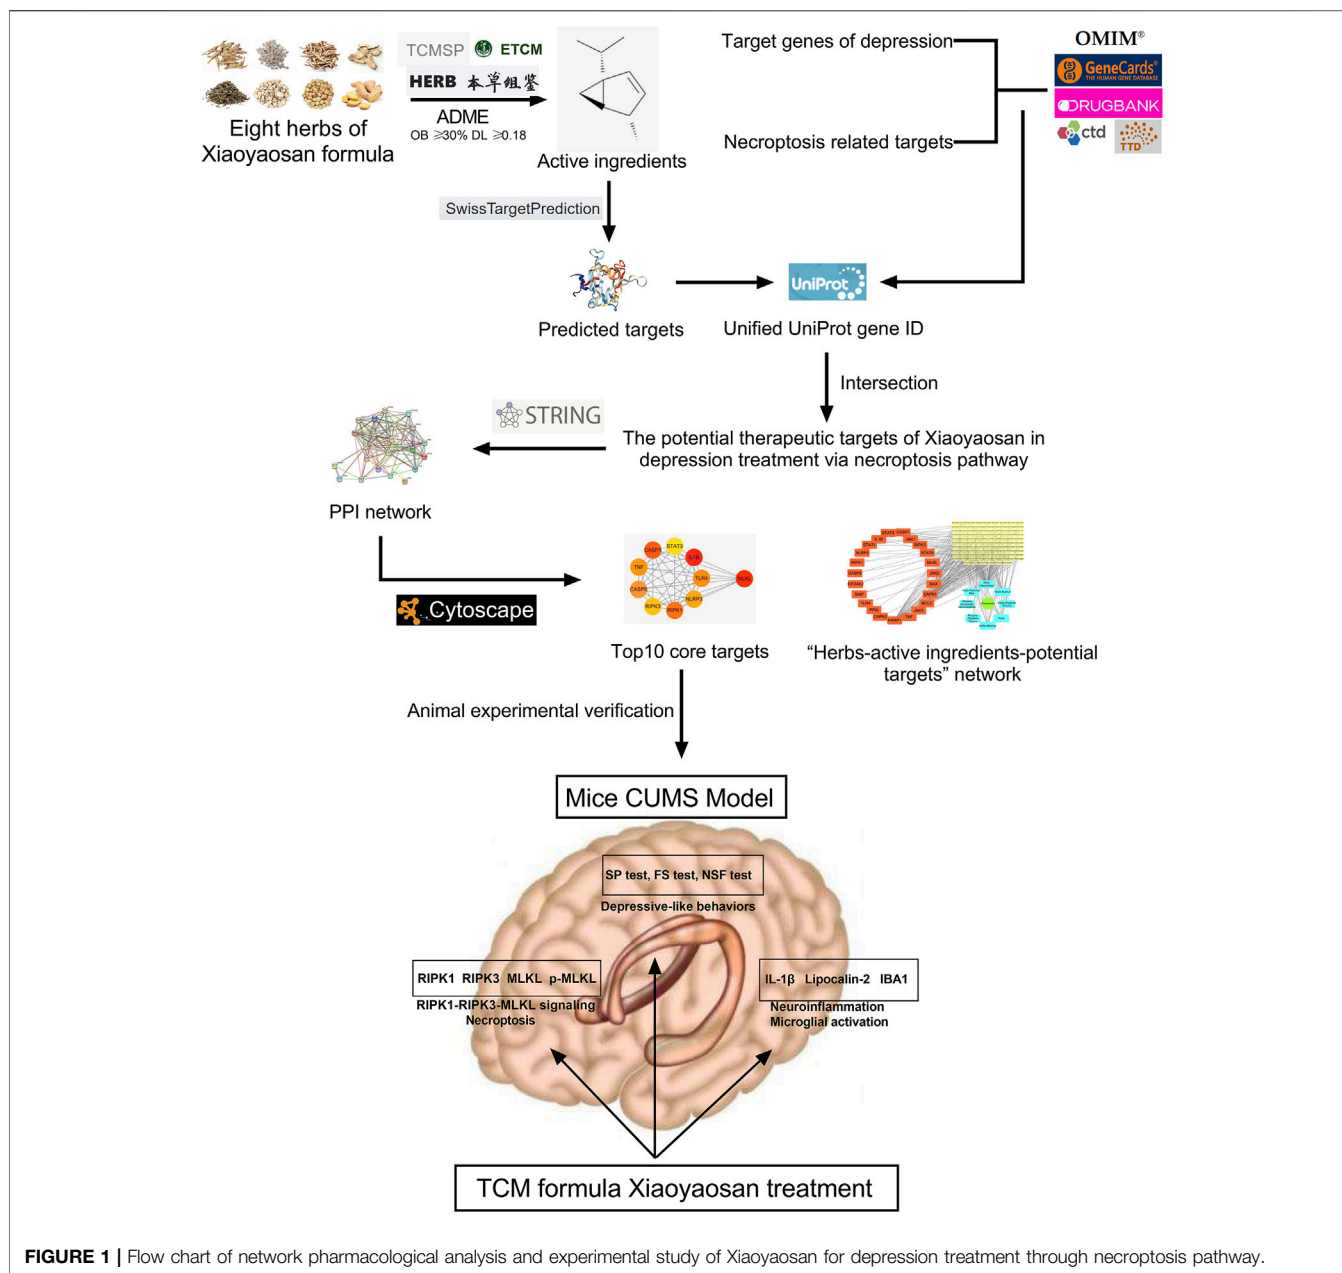 TCMSP
ETCM
HERB 本草组鉴
ADME
OB ≥30% DL ≥0.18
Eight herbs of
Xiaoyaosan formula
Active ingredients
Target genes of depression
Necroptosis related targets
OMIM®
GeneCards®
THE HUMAN GENE DATABASE
DRUGBANK
ctd
TTD
SwissTargetPrediction
Predicted targets
UniProt
Unified UniProt gene ID
Intersection
STRING
The potential therapeutic targets of Xiaoyaosan in
depression treatment via necroptosis pathway
PPI network
Cytoscape
STAT3
CASP1
IL1B
TNF
TLR4
MLKL
CASP8
NLRP3
RIPK3
RIPK1
Top10 core targets
“Herbs-active ingredients-potential
targets” network
Animal experimental verification
Mice CUMS Model
SP test, FS test, NSF test
Depressive-like behaviors
RIPK1 RIPK3 MLKL p-MLKL
RIPK1-RIPK3-MLKL signaling
Necroptosis
IL-1β Lipocalin-2 IBA1
Neuroinflammation
Microglial activation
TCM formula Xiaoyaosan treatment
FIGURE 1 | Flow chart of network pharmacological analysis and experimental study of Xiaoyaosan for depression treatment through necroptosis pathway.